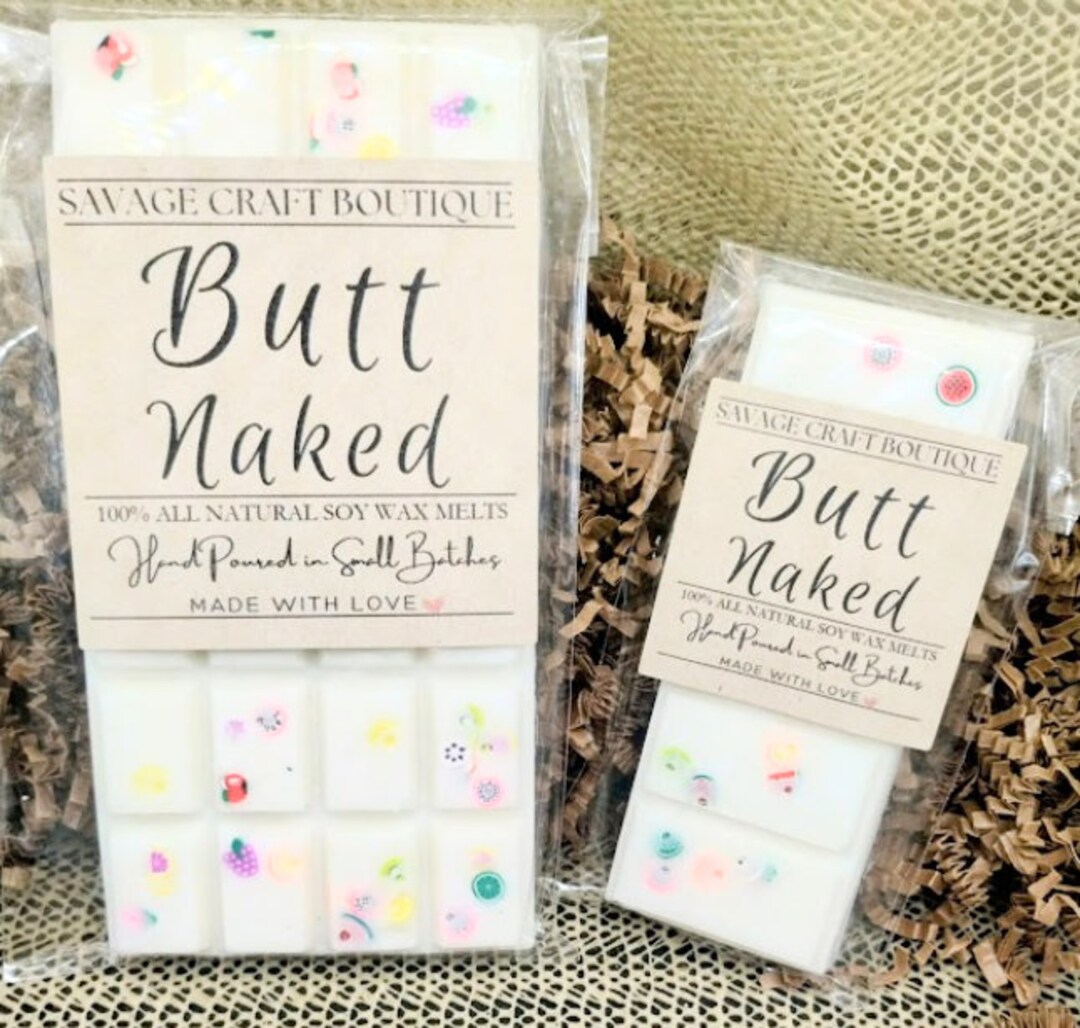 SAVAGE CRAFT BOUTIQUE
Butt
Naked
100% ALL NATURAL SOY WAX MELTS
Hand Poured in Small Batches
MADE WITH LOVE
SAVAGE CRAFT BOUTIQUE
Butt
Naked
100% ALL NATURAL SOY WAX MELTS
Hand Poured in Small Batches
MADE WITH LOVE